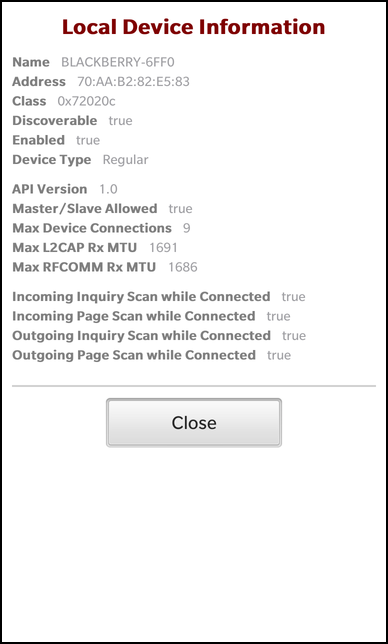 Local Device Information
Name BLACKBERRY-6FF0
Address 70:AA:B2:82:E5:83
Class 0x72020c
Discoverable true
Enabled true
Device Type Regular
API Version 1.0
Master/Slave Allowed true
Max Device Connections 9
Max L2CAP Rx MTU 1691
Max RFCOMM Rx MTU 1686
Incoming Inquiry Scan while Connected true
Incoming Page Scan while Connected true
Outgoing Inquiry Scan while Connected true
Outgoing Page Scan while Connected true
Close